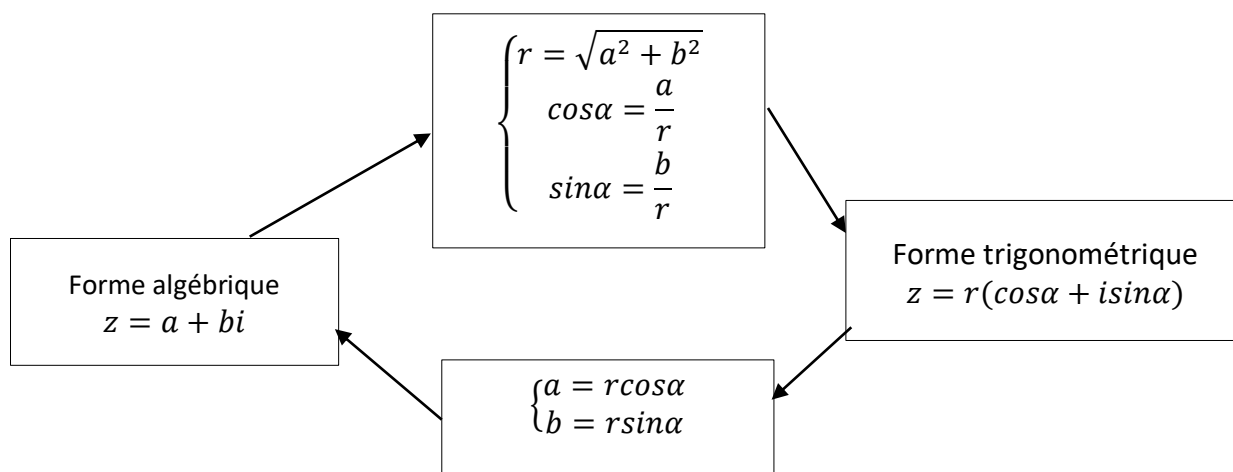 r = √(a² + b²)
cosα = a/r
sinα = b/r
Forme algébrique
z = a + bi
Forme trigonométrique
z = r(cosα + isinα)
a = rcosα
b = rsinα